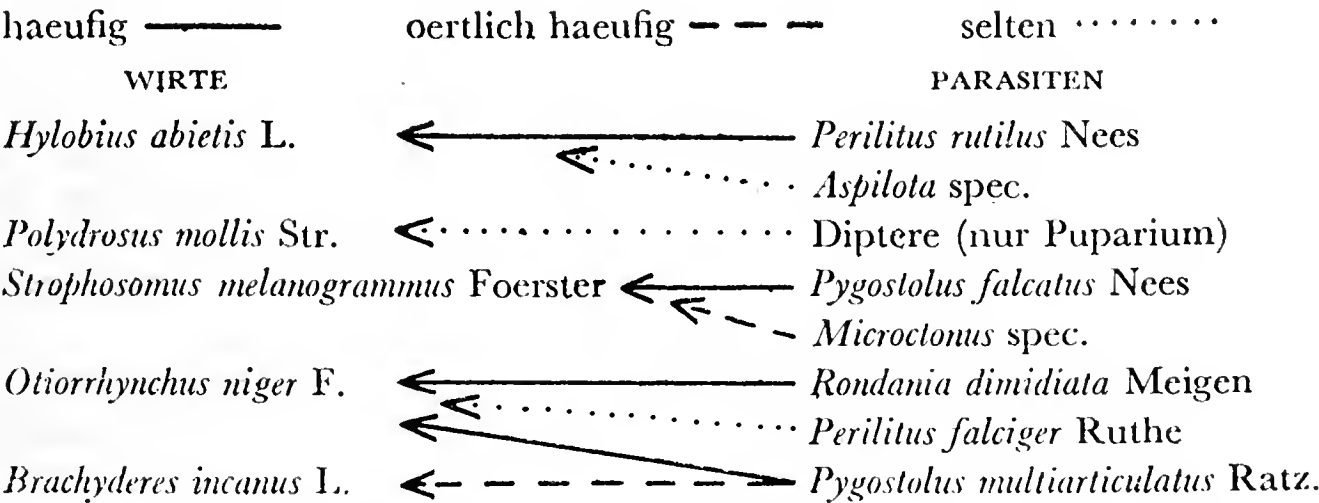 haeufig oertlich haeufig selten
WIRTE PARASITEN
Hylobius abietis L. Perilitus rutilus Nees
Aspilota spec.
Polydrosus mollis Str. Diptere (nur Puparium)
Strophosomus melanogrammus Foerster Pygostolus falcatus Nees
Microctonus spec.
Otiorrhynchus niger F. Rondania dimidiata Meigen
Perilitus falciger Ruthe
Brachyderes incanus L. Pygostolus multiarticulatus Ratz.